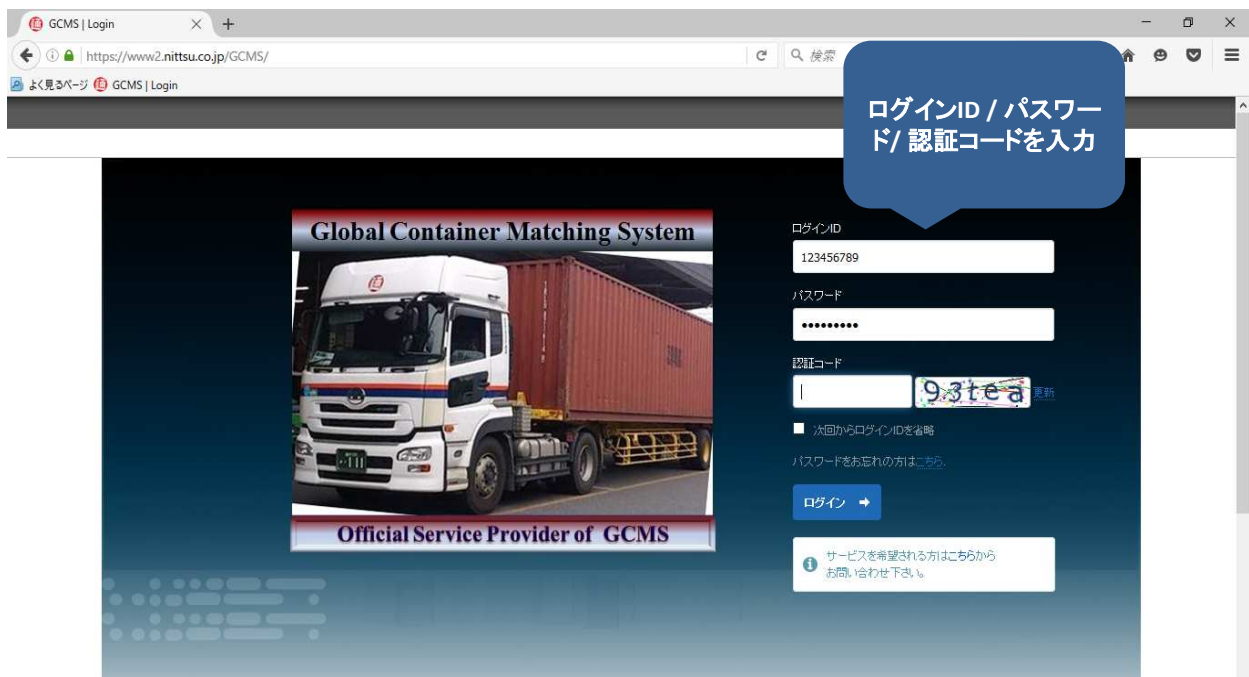 GCMS | Login
https://www2.nittsu.co.jp/GCMS/
検索
よく見るページ GCMS | Login
ログインID / パスワー
ド/ 認証コードを入力
Global Container Matching System
Official Service Provider of GCMS
ログインID
123456789
パスワード
•••••••••
認証コード
93tea 更新
次回からログインIDを省略
パスワードをお忘れの方はこちら.
ログイン
サービスを希望される方はこちらから
お問い合わせ下さい。